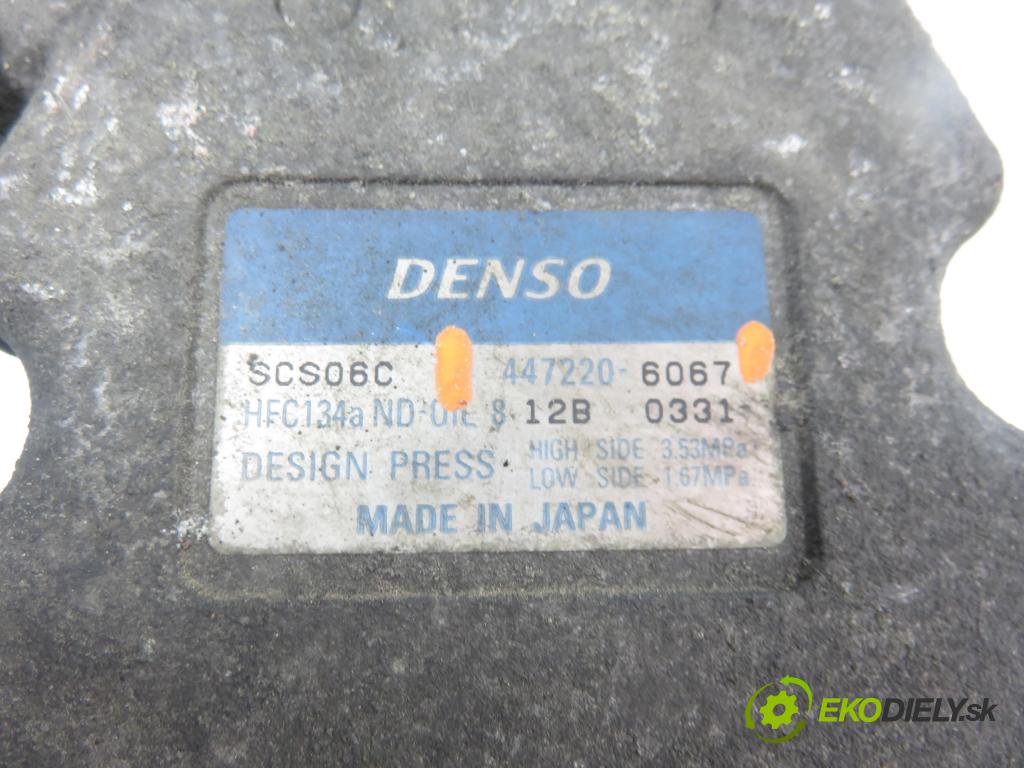 DENSO
SCS06C 447220-6067
HFC134a ND-OIL 8 12B 0331
DESIGN PRESS HIGH SIDE 3.53MPa
LOW SIDE 1.67MPa
MADE IN JAPAN
EKODIELY.sk